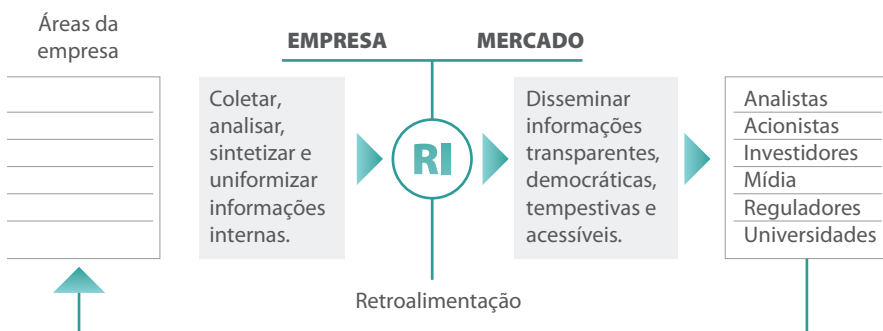 Áreas da
empresa
EMPRESA
MERCADO
Coletar,
analisar,
sintetizar e
uniformizar
informações
internas.
RI
Disseminar
informações
transparentes,
democráticas,
tempestivas e
acessíveis.
Analistas
Acionistas
Investidores
Mídia
Reguladores
Universidades
Retroalimentação